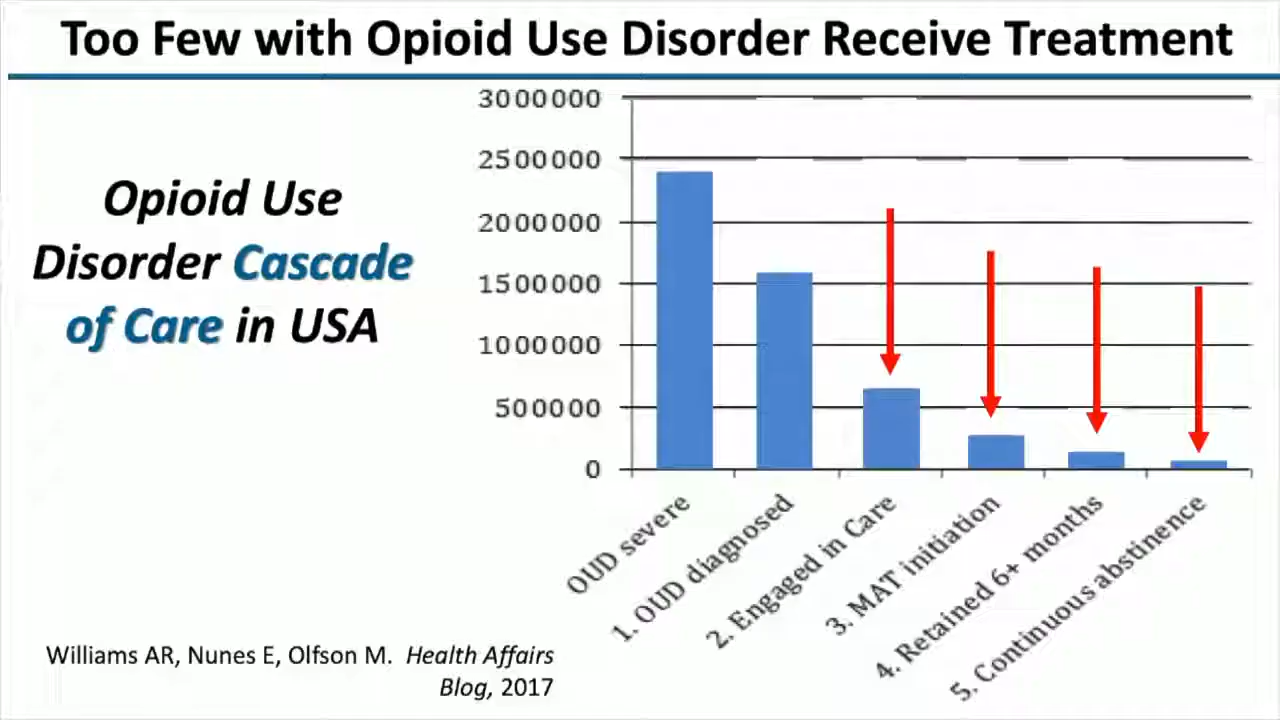 Too Few with Opioid Use Disorder Receive Treatment
Opioid Use
Disorder Cascade
of Care in USA
3000000
2500000
2000000
1500000
1000000
500000
0
OUD severe
1. OUD diagnosed
2. Engaged in Care
3. MAT initiation
4. Retained 6+ months
5. Continuous abstinence
Williams AR, Nunes E, Olfson M. Health Affairs
Blog, 2017